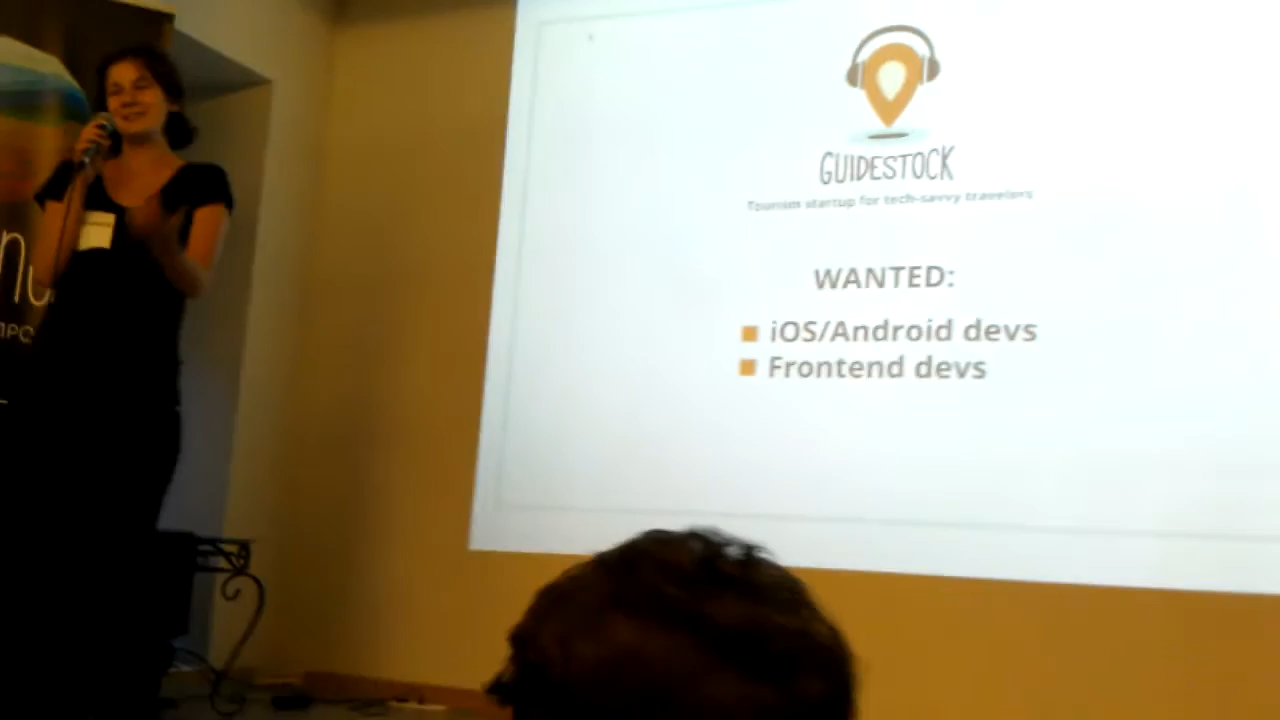 GUIDESTOCK
Tourism startup for tech-savvy travelers
WANTED:
iOS/Android devs
Frontend devs